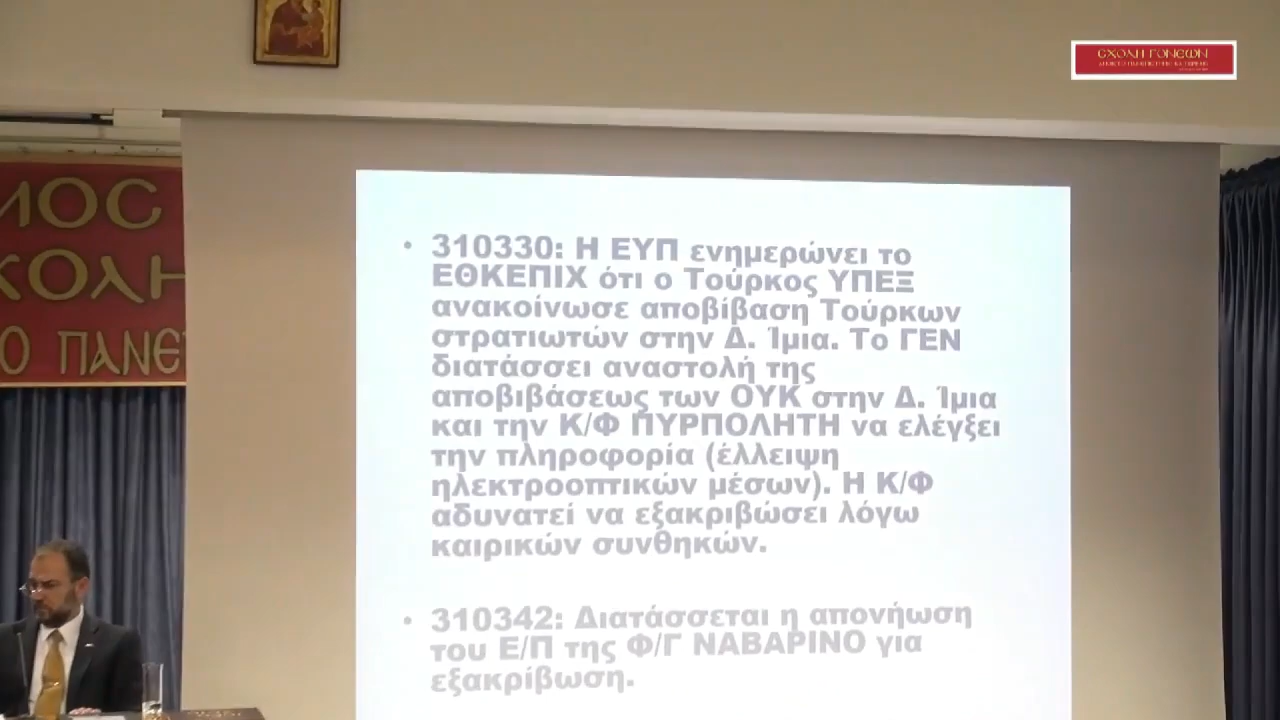 ΣΧΟΛΗ ΓΟΝΕΩΝ
ΜΟΣ
ΧΟΛΗ
Ο ΠΑΝΕ
• 310330: Η ΕΥΠ ενημερώνει το
ΕΘΚΕΠΙΧ ότι ο Τούρκος ΥΠΕΞ
ανακοίνωσε αποβίβαση Τούρκων
στρατιωτών στην Δ. Ίμια. Το ΓΕΝ
διατάσσει αναστολή της
αποβιβάσεως των ΟΥΚ στην Δ. Ίμια
και την Κ/Φ ΠΥΡΠΟΛΗΤΗ να ελέγξει
την πληροφορία (έλλειψη
ηλεκτροοπτικών μέσων). Η Κ/Φ
αδυνατεί να εξακριβώσει λόγω
καιρικών συνθηκών.
• 310342: Διατάσσεται η απονήωση
του Ε/Π της Φ/Γ ΝΑΒΑΡΙΝΟ για
εξακρίβωση.